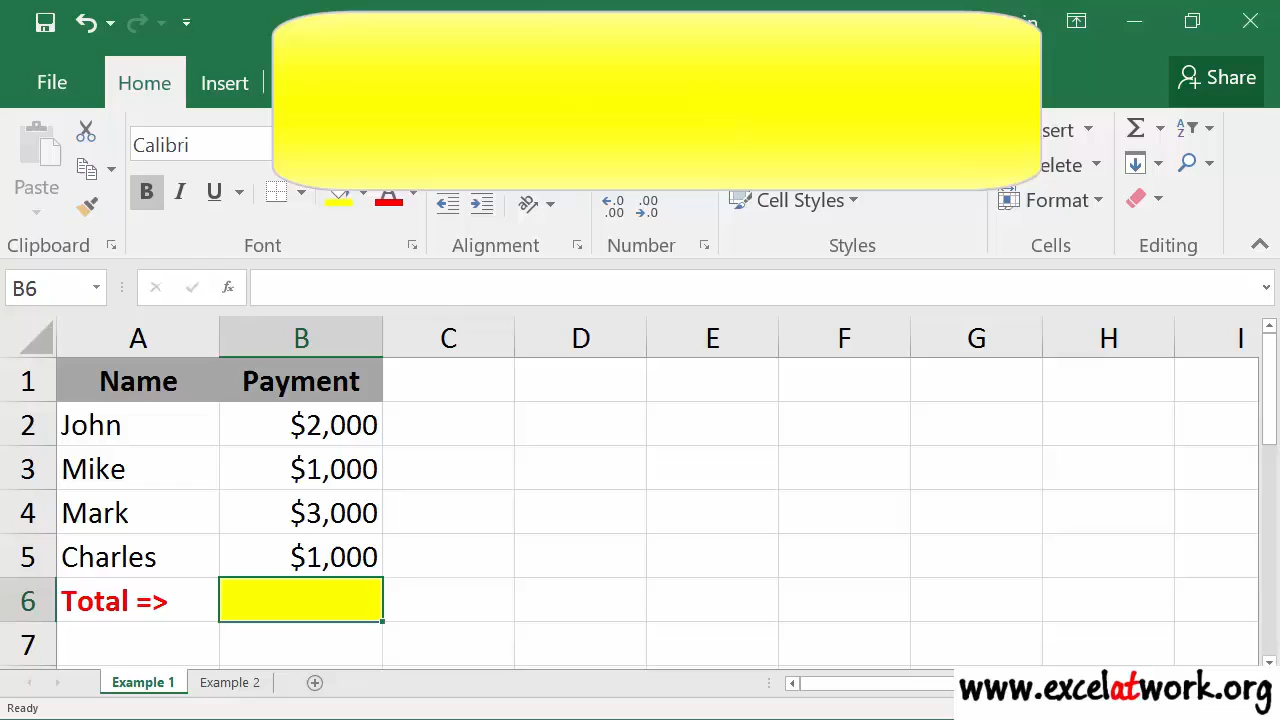 File Home Insert Share
Calibri
Paste
B I U A
Cell Styles
Delete
Format
Clipboard Font Alignment Number Styles Cells Editing
B6 fx
A B C D E F G H I
1 Name Payment
2 John $2,000
3 Mike $1,000
4 Mark $3,000
5 Charles $1,000
6 Total =>
7
Example 1 Example 2
www.excelatwork.org
Ready